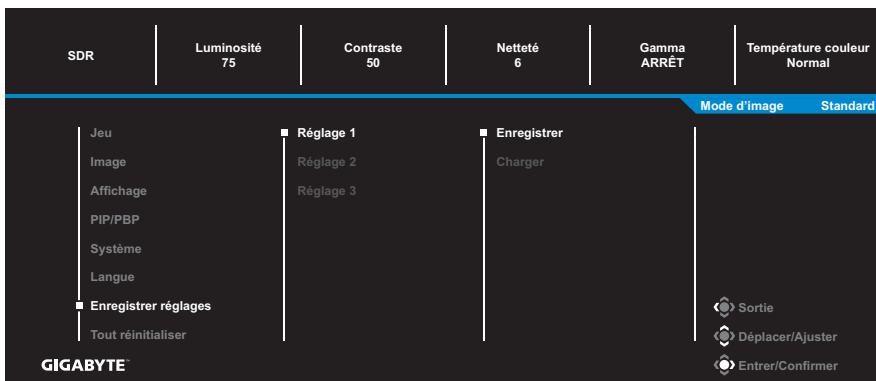 SDR
Luminosité
75
Contraste
50
Netteté
6
Gamma
ARRÊT
Température couleur
Normal
Mode d'image Standard
Jeu
Image
Affichage
PIP/PBP
Système
Langue
Enregistrer réglages
Tout réinitialiser
Réglage 1
Réglage 2
Réglage 3
Enregistrer
Charger
Sortie
Déplacer/Ajuster
Entrer/Confirmer
GIGABYTE™